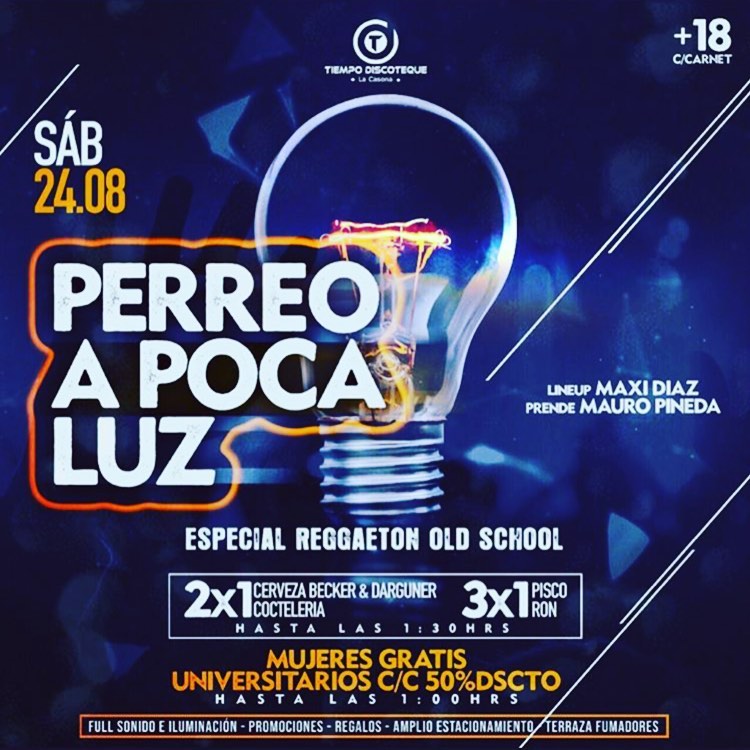 TIEMPO DISCOTEQUE
La Casona
+18
C/CARNET
SÁB
24.08
PERREO
A POCA
LUZ
LINEUP MAXI DIAZ
PRENDE MAURO PINEDA
ESPECIAL REGGAETON OLD SCHOOL
2x1 CERVEZA BECKER & DARGUNER
COCTELERIA
3x1 PISCO
RON
HASTA LAS 1:30HRS
MUJERES GRATIS
UNIVERSITARIOS C/C 50%DSCTO
HASTA LAS 1:00HRS
FULL SONIDO E ILUMINACIÓN - PROMOCIONES - REGALOS - AMPLIO ESTACIONAMIENTO - TERRAZA FUMADORES